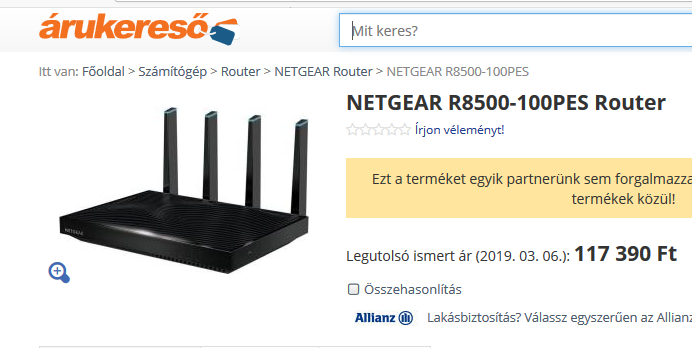 árukereső
Mit keres?
Itt van: Főoldal > Számítógép > Router > NETGEAR Router > NETGEAR R8500-100PES
NETGEAR R8500-100PES Router
Írjon véleményt!
Ezt a terméket egyik partnerünk sem forgalmazza
termékek közül!
NETGEAR
Legutolsó ismert ár (2019. 03. 06.): 117 390 Ft
Összehasonlítás
Allianz Lakásbiztosítás? Válassz egyszerűen az Allianz